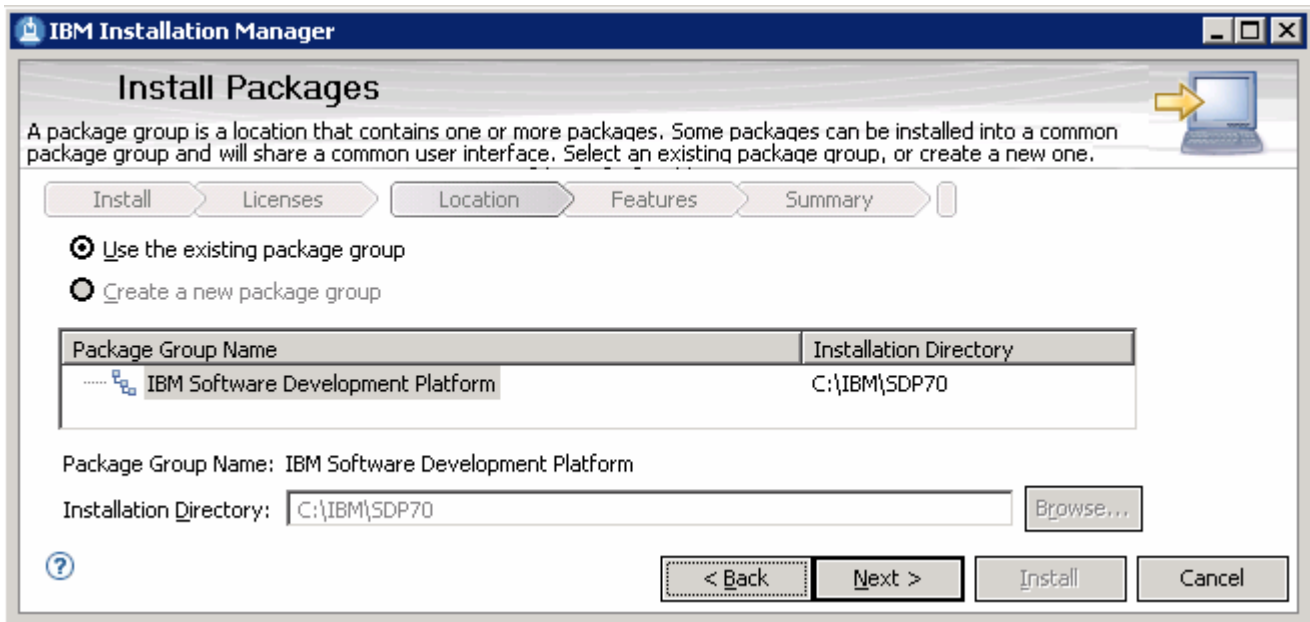 IBM Installation Manager
Install Packages
A package group is a location that contains one or more packages. Some packages can be installed into a common
package group and will share a common user interface. Select an existing package group, or create a new one.
Install Licenses Location Features Summary
Use the existing package group
Create a new package group
Package Group Name Installation Directory
IBM Software Development Platform C:\IBM\SDP70
Package Group Name: IBM Software Development Platform
Installation Directory: C:\IBM\SDP70 Browse...
? < Back Next > Install Cancel